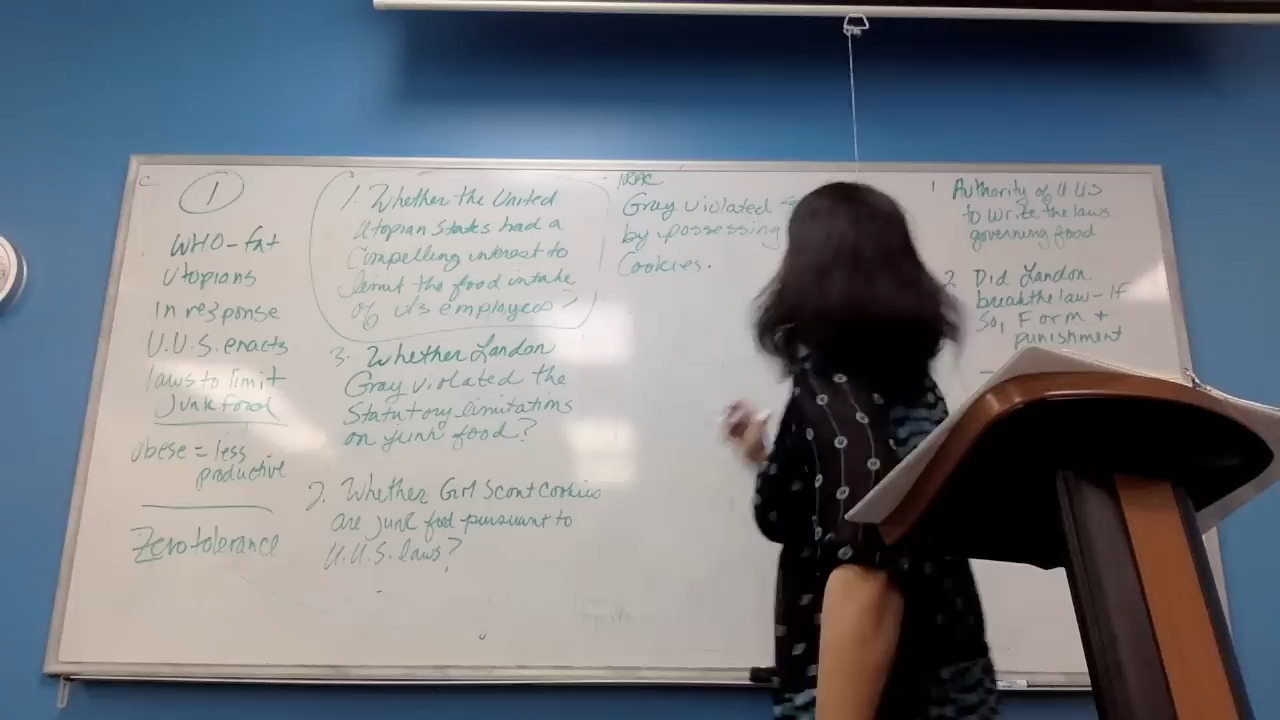 1
WHO-fat
Utopians
In response
U.U.S. enacts
laws to limit
Junk food
obese = less
productive
Zero tolerance
1. Whether the United
Utopian States had a
Compelling interest to
limit the food intake
of its employees
3. Whether Landon
Gray violated the
Statutory limitations
on junk food?
2. Whether Girl Scout Cookies
are junk food pursuant to
U.U.S. laws?
IRAC
Gray violated
by possessing
Cookies.
1. Authority of U.U.S
to write the laws
governing food
2. Did Landon
break the law - If
So, Form +
punishment